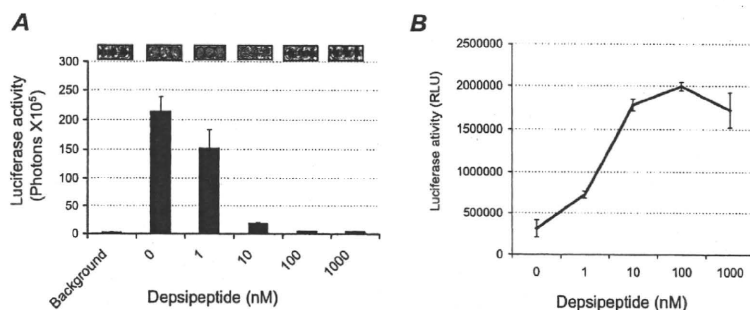 A
Luciferase activity
(Photons X10⁵)
300
250
200
150
100
50
0
Background
0
1
10
100
1000
Depsipeptide (nM)
B
Luciferase ativity (RLU)
2500000
2000000
1500000
1000000
500000
0
0
1
10
100
1000
Depsipeptide (nM)